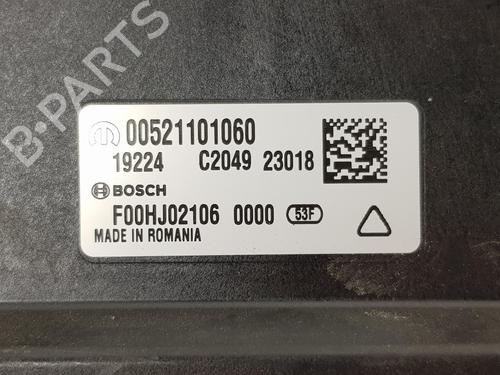 B-PARTS
00521101060
19224 C2049 23018
BOSCH
F00HJ02106 0000 53F
MADE IN ROMANIA